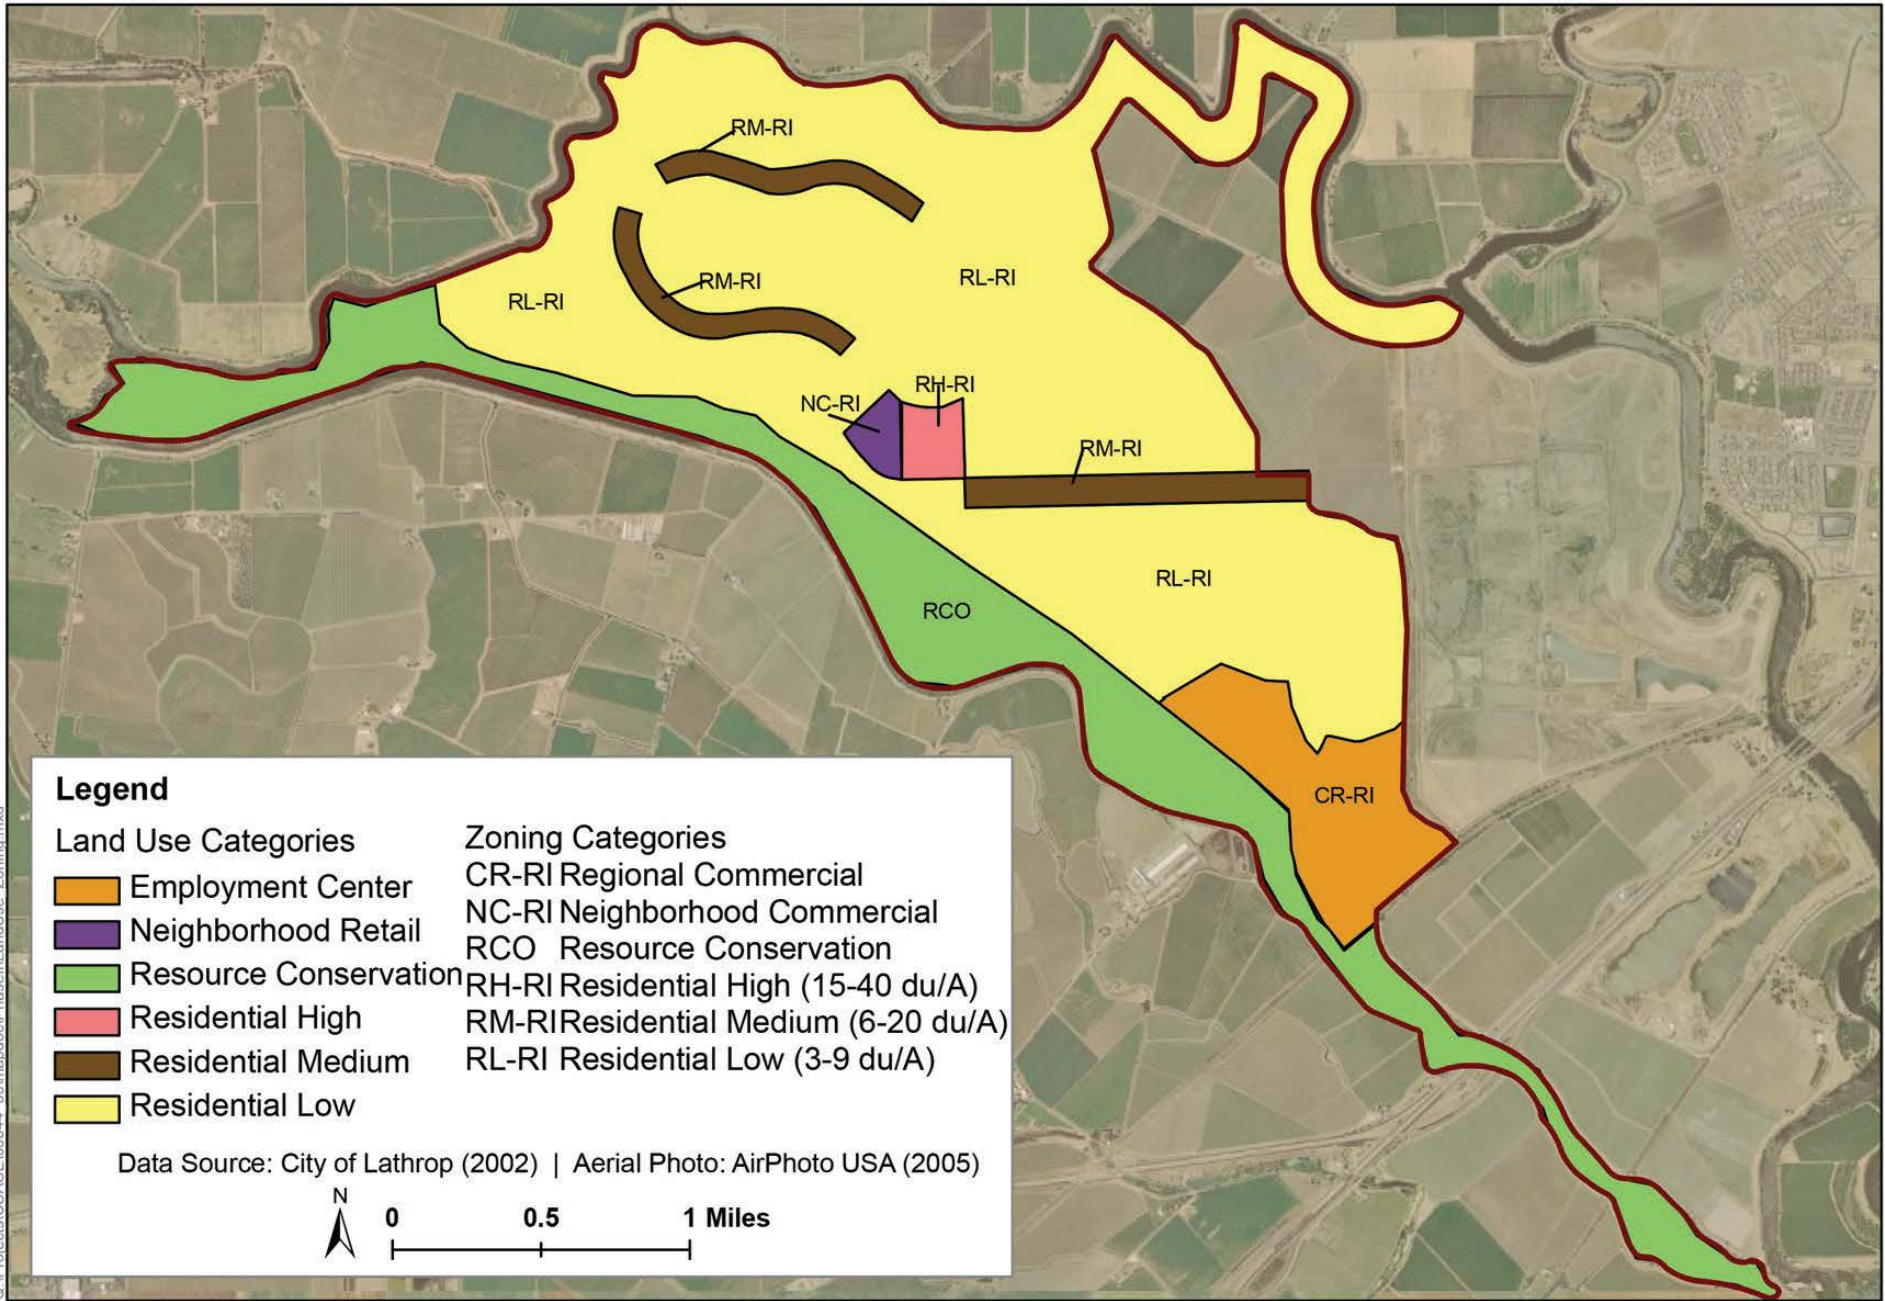 RM-RI
RM-RI
RL-RI
RL-RI
RH-RI
NC-RI
RM-RI
RL-RI
RCO
CR-RI
Legend
Land Use Categories
Employment Center
Neighborhood Retail
Resource Conservation
Residential High
Residential Medium
Residential Low
Zoning Categories
CR-RI Regional Commercial
NC-RI Neighborhood Commercial
RCO Resource Conservation
RH-RI Residential High (15-40 du/A)
RM-RI Residential Medium (6-20 du/A)
RL-RI Residential Low (3-9 du/A)
Data Source: City of Lathrop (2002) | Aerial Photo: AirPhoto USA (2005)
N
0 0.5 1 Miles